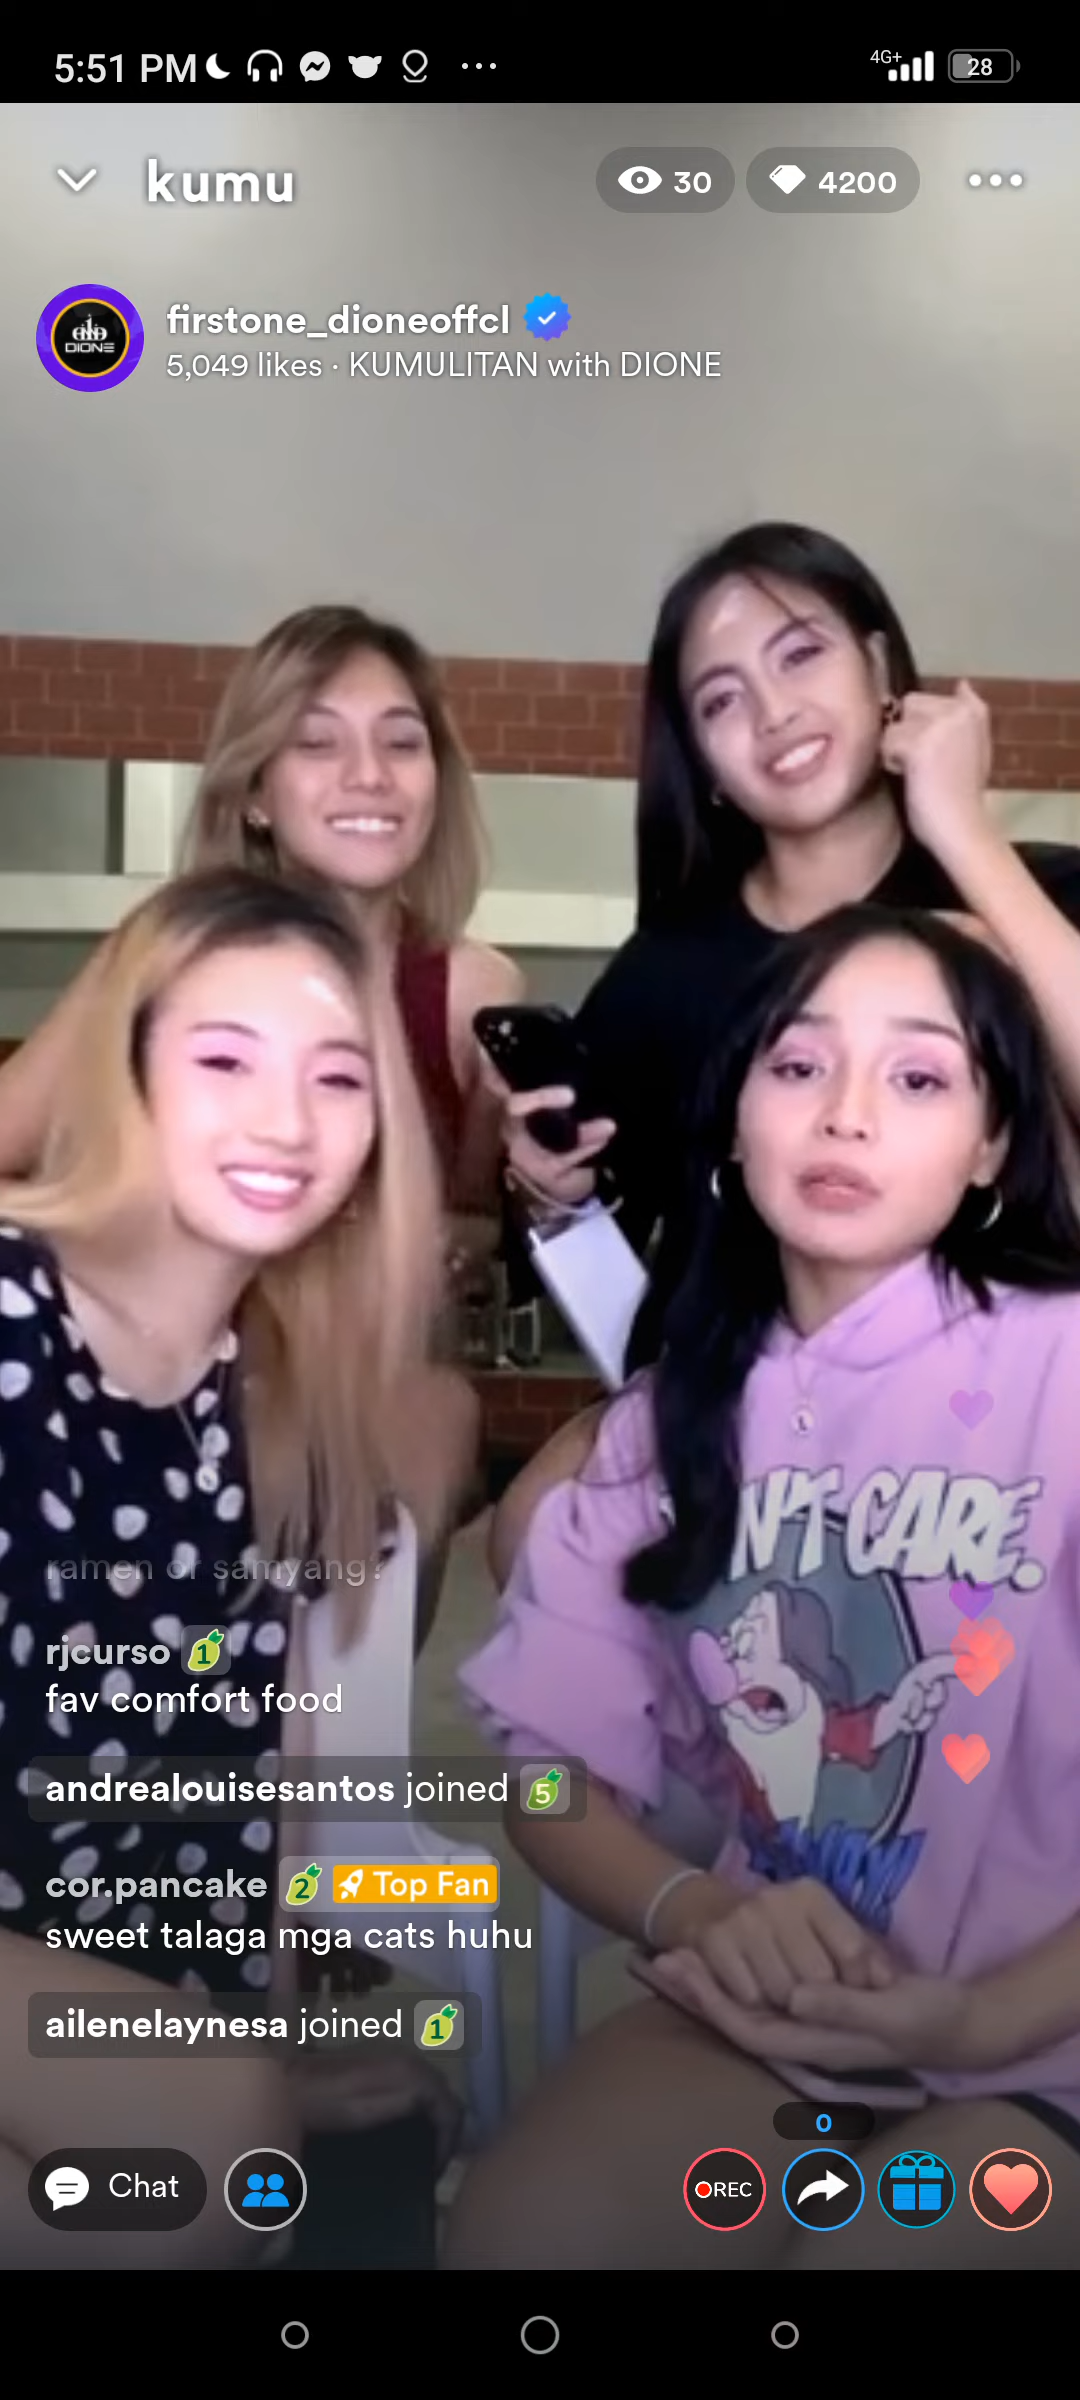 5:51 PM
4G+
28
kumu
30
4200
DIONE
firstone_dioneoffcl
5,049 likes · KUMULITAN with DIONE
N'T CARE.
ramen or samyang?
rjcurso 1
fav comfort food
andrealouisesantos joined 5
cor.pancake 2 Top Fan
sweet talaga mga cats huhu
ailenelaynesa joined 1
0
Chat
REC